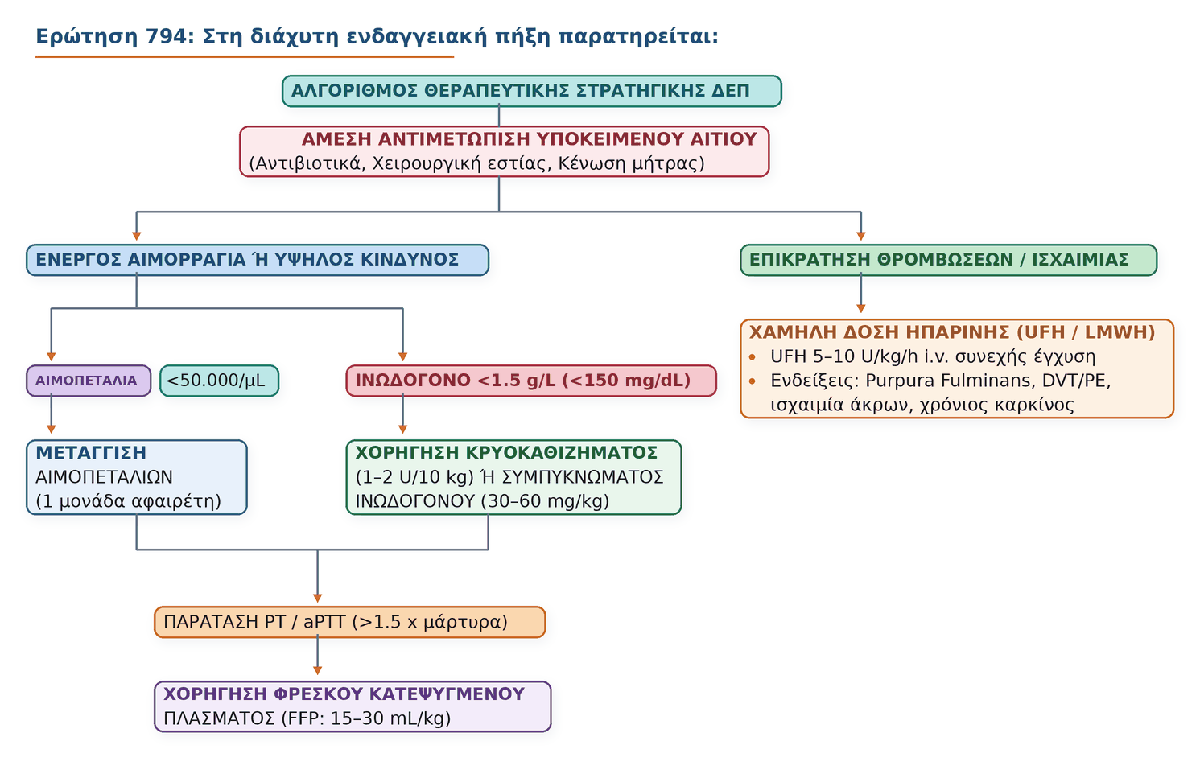 Ερώτηση 794: Στη διάχυτη ενδαγγειακή πήξη παρατηρείται:
ΑΛΓΟΡΙΘΜΟΣ ΘΕΡΑΠΕΥΤΙΚΗΣ ΣΤΡΑΤΗΓΙΚΗΣ ΔΕΠ
ΑΜΕΣΗ ΑΝΤΙΜΕΤΩΠΙΣΗ ΥΠΟΚΕΙΜΕΝΟΥ ΑΙΤΙΟΥ
(Αντιβιοτικά, Χειρουργική εστίας, Κένωση μήτρας)
ΕΝΕΡΓΟΣ ΑΙΜΟΡΡΑΓΙΑ Ή ΥΨΗΛΟΣ ΚΙΝΔΥΝΟΣ
ΕΠΙΚΡΑΤΗΣΗ ΘΡΟΜΒΩΣΕΩΝ / ΙΣΧΑΙΜΙΑΣ
ΧΑΜΗΛΗ ΔΟΣΗ ΗΠΑΡΙΝΗΣ (UFH / LMWH)
• UFH 5–10 U/kg/h i.v. συνεχής έγχυση
• Ενδείξεις: Purpura Fulminans, DVT/PE,
ισχαιμία άκρων, χρόνιος καρκίνος
ΑΙΜΟΠΕΤΑΛΙΑ
<50.000/μL
ΙΝΩΔΟΓΟΝΟ <1.5 g/L (<150 mg/dL)
ΜΕΤΑΓΓΙΣΗ
ΑΙΜΟΠΕΤΑΛΙΩΝ
(1 μονάδα αφαιρέτη)
ΧΟΡΗΓΗΣΗ ΚΡΥΟΚΑΘΙΖΗΜΑΤΟΣ
(1–2 U/10 kg) Ή ΣΥΜΠΥΚΝΩΜΑΤΟΣ
ΙΝΩΔΟΓΟΝΟΥ (30–60 mg/kg)
ΠΑΡΑΤΑΣΗ PT / aPTT (>1.5 x μάρτυρα)
ΧΟΡΗΓΗΣΗ ΦΡΕΣΚΟΥ ΚΑΤΕΨΥΓΜΕΝΟΥ
ΠΛΑΣΜΑΤΟΣ (FFP: 15–30 mL/kg)